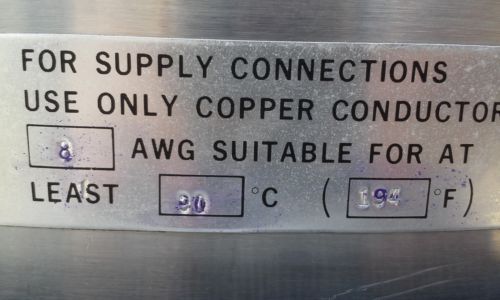 FOR SUPPLY CONNECTIONS
USE ONLY COPPER CONDUCTOR
8 AWG SUITABLE FOR AT
LEAST 90 °C ( 194 °F)